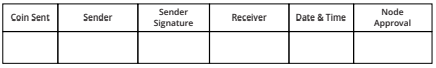 Coin Sent
Sender
Sender
Signature
Receiver
Date & Time
Node
Approval